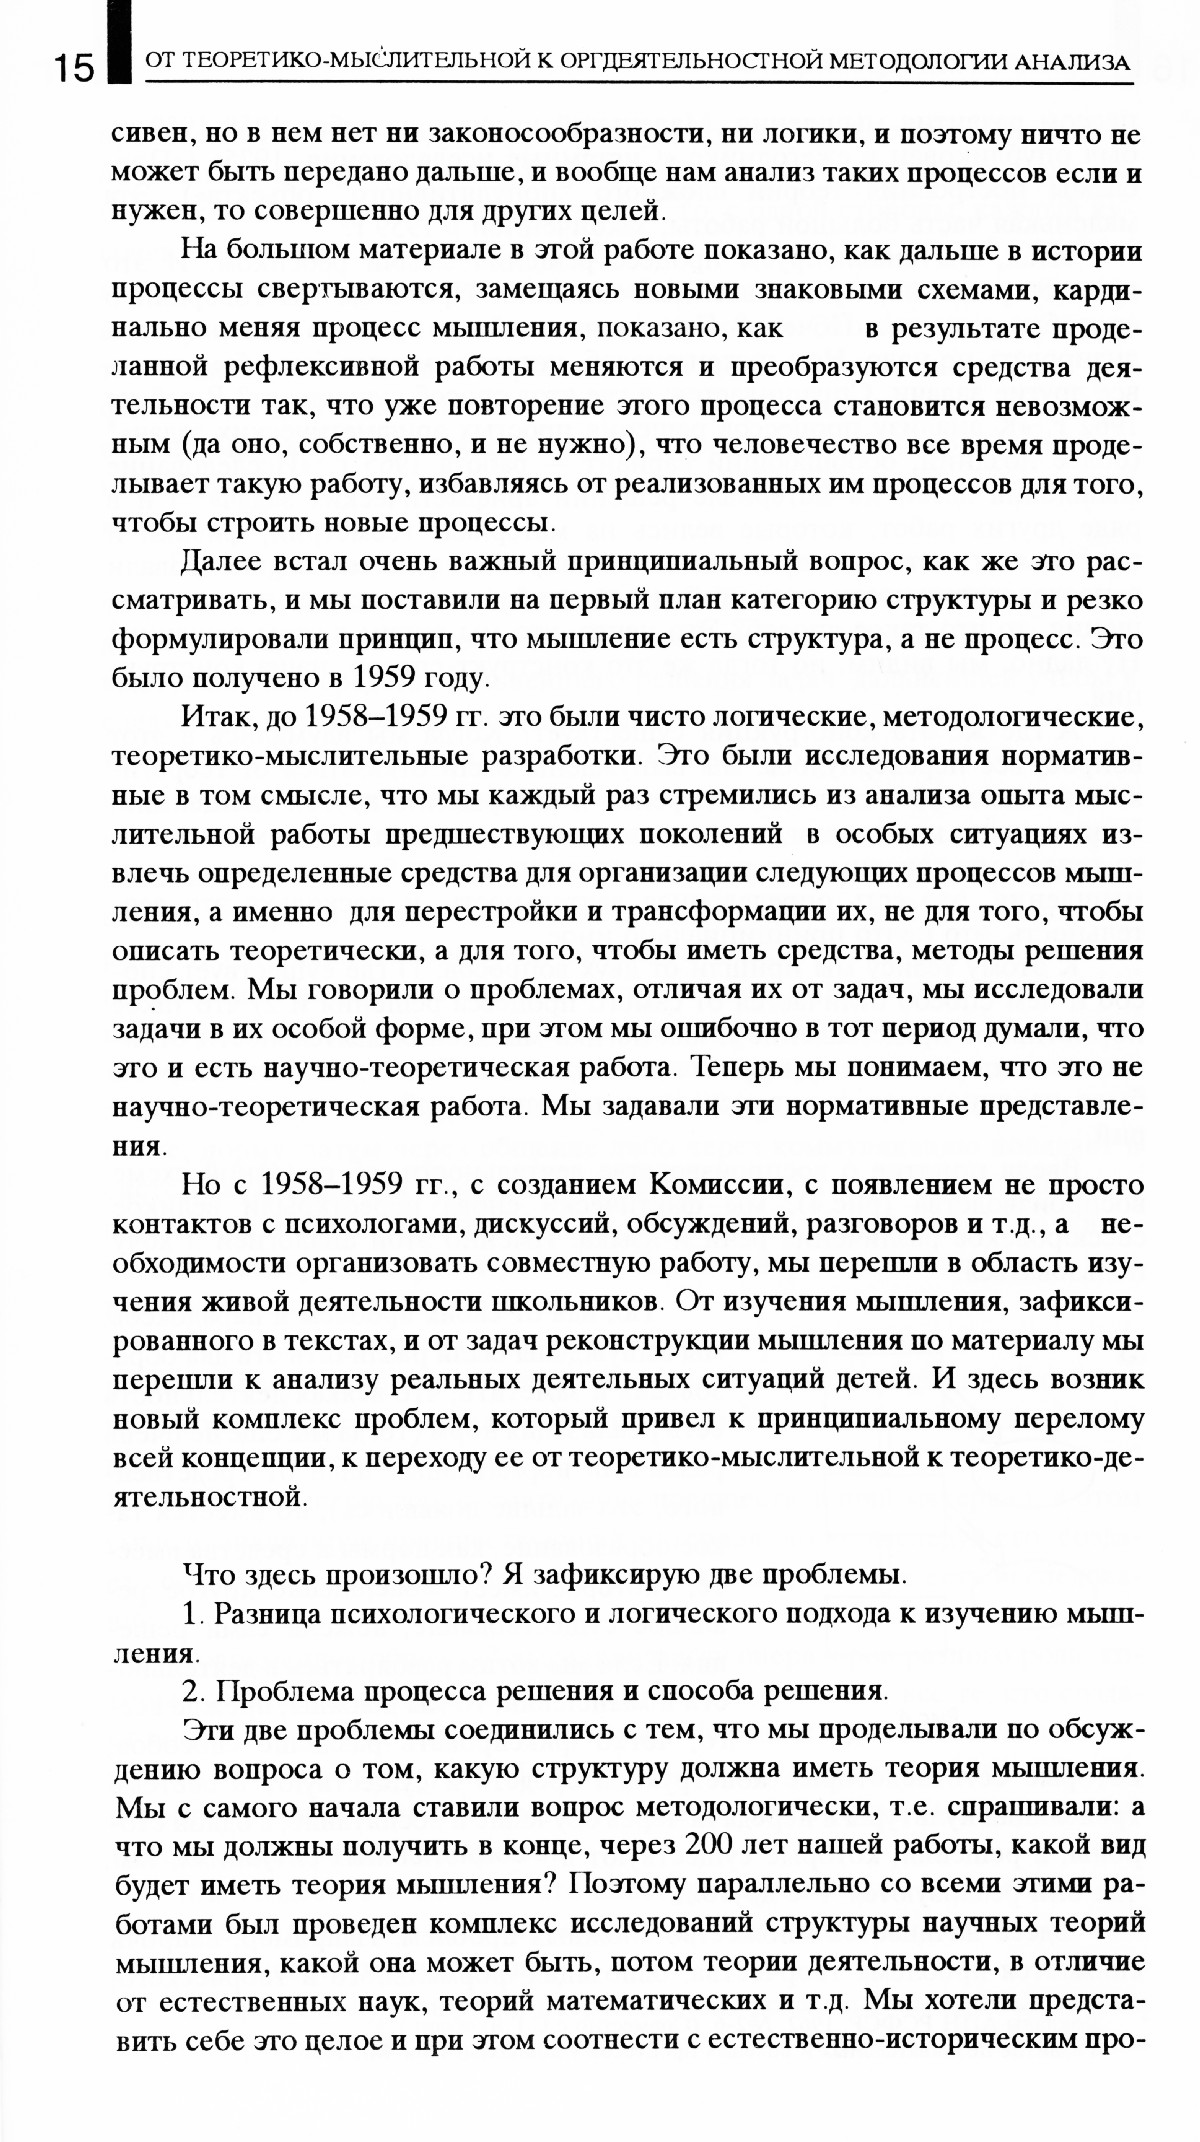 15
ОТ ТЕОРЕТИКО-МЫСЛИТЕЛЬНОЙ К ОРГДЕЯТЕЛЬНОСТНОЙ МЕТОДОЛОГИИ АНАЛИЗА
сивен, но в нем нет ни законосообразности, ни логики, и поэтому ничто не
может быть передано дальше, и вообще нам анализ таких процессов если и
нужен, то совершенно для других целей.
На большом материале в этой работе показано, как дальше в истории
процессы свертываются, замещаясь новыми знаковыми схемами, карди-
нально меняя процесс мышления, показано, как в результате проде-
ланной рефлексивной работы меняются и преобразуются средства дея-
тельности так, что уже повторение этого процесса становится невозмож-
ным (да оно, собственно, и не нужно), что человечество все время проде-
лывает такую работу, избавляясь от реализованных им процессов для того,
чтобы строить новые процессы.
Далее встал очень важный принципиальный вопрос, как же это рас-
сматривать, и мы поставили на первый план категорию структуры и резко
формулировали принцип, что мышление есть структура, а не процесс. Это
было получено в 1959 году.
Итак, до 1958–1959 гг. это были чисто логические, методологические,
теоретико-мыслительные разработки. Это были исследования норматив-
ные в том смысле, что мы каждый раз стремились из анализа опыта мыс-
лительной работы предшествующих поколений в особых ситуациях из-
влечь определенные средства для организации следующих процессов мыш-
ления, а именно для перестройки и трансформации их, не для того, чтобы
описать теоретически, а для того, чтобы иметь средства, методы решения
проблем. Мы говорили о проблемах, отличая их от задач, мы исследовали
задачи в их особой форме, при этом мы ошибочно в тот период думали, что
это и есть научно-теоретическая работа. Теперь мы понимаем, что это не
научно-теоретическая работа. Мы задавали эти нормативные представле-
ния.
Но с 1958–1959 гг., с созданием Комиссии, с появлением не просто
контактов с психологами, дискуссий, обсуждений, разговоров и т.д., а не-
обходимости организовать совместную работу, мы перешли в область изу-
чения живой деятельности школьников. От изучения мышления, зафикси-
рованного в текстах, и от задач реконструкции мышления по материалу мы
перешли к анализу реальных деятельных ситуаций детей. И здесь возник
новый комплекс проблем, который привел к принципиальному перелому
всей концепции, к переходу ее от теоретико-мыслительной к теоретико-де-
ятельностной.
Что здесь произошло? Я зафиксирую две проблемы.
1. Разница психологического и логического подхода к изучению мыш-
ления.
2. Проблема процесса решения и способа решения.
Эти две проблемы соединились с тем, что мы проделывали по обсуж-
дению вопроса о том, какую структуру должна иметь теория мышления.
Мы с самого начала ставили вопрос методологически, т.е. спрашивали: а
что мы должны получить в конце, через 200 лет нашей работы, какой вид
будет иметь теория мышления? Поэтому параллельно со всеми этими ра-
ботами был проведен комплекс исследований структуры научных теорий
мышления, какой она может быть, потом теории деятельности, в отличие
от естественных наук, теорий математических и т.д. Мы хотели предста-
вить себе это целое и при этом соотнести с естественно-историческим про-